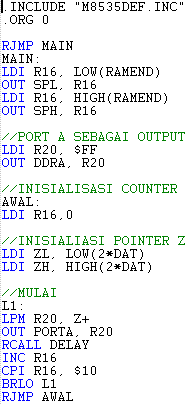 .INCLUDE "M8535DEF.INC"
.ORG 0
RJMP MAIN
MAIN:
LDI R16, LOW(RAMEND)
OUT SPL, R16
LDI R16, HIGH(RAMEND)
OUT SPH, R16
//PORT A SEBAGAI OUTPUT
LDI R20, $FF
OUT DDRA, R20
//INISIALISASI COUNTER
AWAL:
LDI R16,0
//INISIALIASI POINTER Z
LDI ZL, LOW(2*DAT)
LDI ZH, HIGH(2*DAT)
//MULAI
L1:
LPM R20, Z+
OUT PORTA, R20
RCALL DELAY
INC R16
CPI R16, $10
BRLO L1
RJMP AWAL